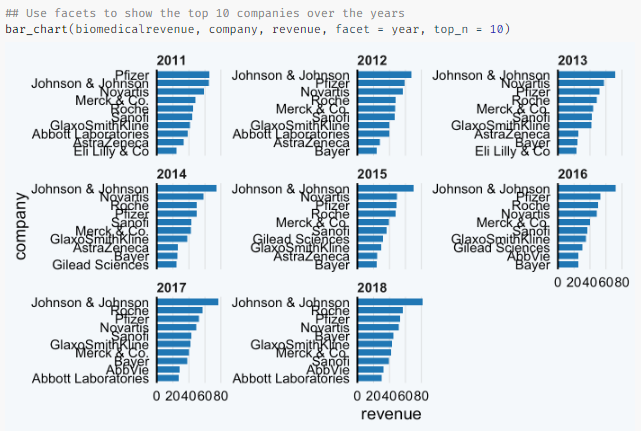 ## Use facets to show the top 10 companies over the years
bar_chart(biomedicalrevenue, company, revenue, facet = year, top_n = 10)
2011
Pfizer
Johnson & Johnson
Novartis
Merck & Co.
Roche
Sanofi
GlaxoSmithKline
Abbott Laboratories
AstraZeneca
Eli Lilly & Co
2012
Johnson & Johnson
Pfizer
Novartis
Roche
Merck & Co.
Sanofi
GlaxoSmithKline
Abbott Laboratories
AstraZeneca
Bayer
2013
Johnson & Johnson
Novartis
Pfizer
Roche
Merck & Co.
Sanofi
GlaxoSmithKline
AstraZeneca
Bayer
Eli Lilly & Co
company
2014
Johnson & Johnson
Novartis
Roche
Pfizer
Sanofi
Merck & Co.
GlaxoSmithKline
AstraZeneca
Bayer
Gilead Sciences
2015
Johnson & Johnson
Novartis
Pfizer
Roche
Merck & Co.
Sanofi
Gilead Sciences
GlaxoSmithKline
AstraZeneca
Bayer
2016
Johnson & Johnson
Pfizer
Roche
Novartis
Merck & Co.
Sanofi
GlaxoSmithKline
Gilead Sciences
AbbVie
Bayer
0 20406080
2017
Johnson & Johnson
Roche
Pfizer
Novartis
Sanofi
GlaxoSmithKline
Merck & Co.
Bayer
AbbVie
Abbott Laboratories
0 20406080
2018
Johnson & Johnson
Roche
Pfizer
Novartis
Bayer
GlaxoSmithKline
Merck & Co.
Sanofi
AbbVie
Abbott Laboratories
0 20406080
revenue